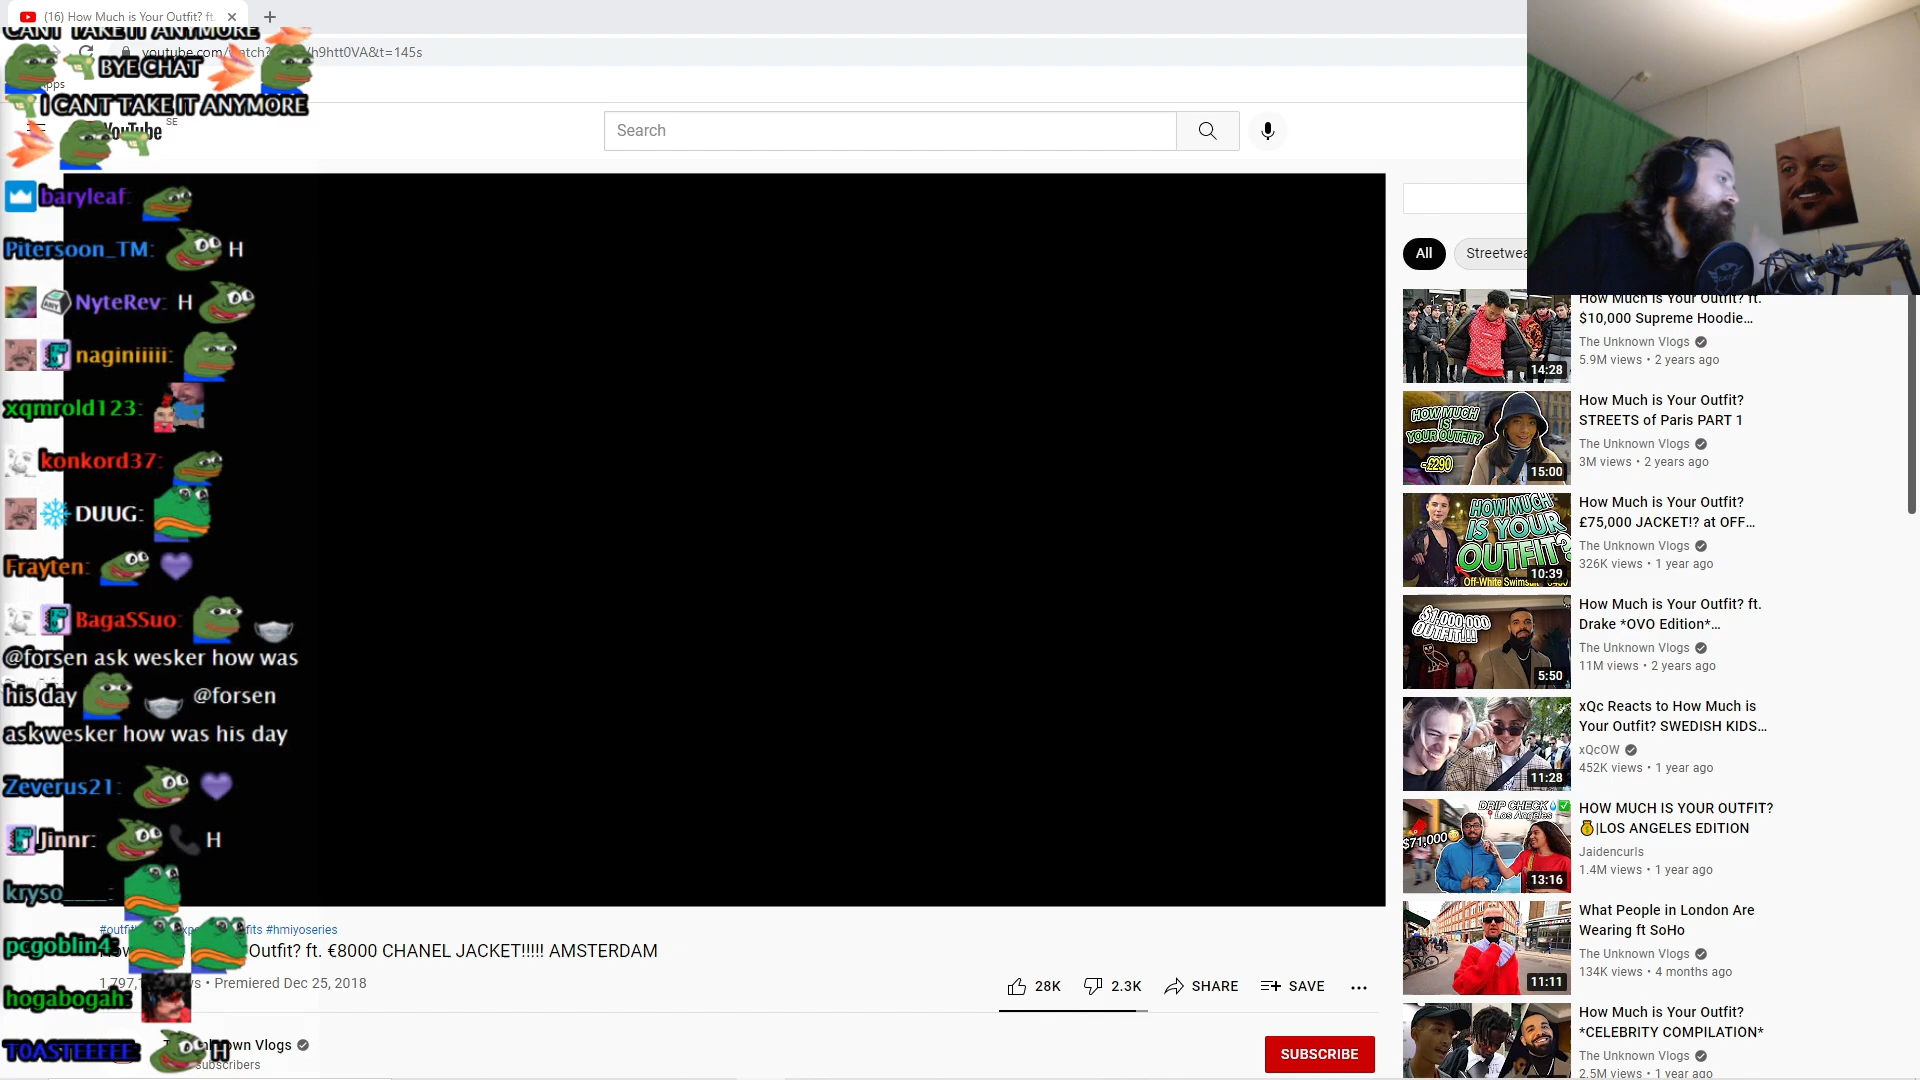 (16) How Much is Your Outfit? ft.
CANT TAKE IT ANYMORE
youtube.com/
h9htt0VA&t=145s
BYE CHAT
I CANT TAKE IT ANYMORE
YouTube
SE
Search
baryleaf:
Pitersoon_TM: H
NyteRev: H
naginiiiii:
xqmrold123:
konkord37:
DUUG:
Frayten:
BagaSSuo:
@forsen ask wesker how was
his day @forsen
ask wesker how was his day
Zeverus21:
Jinnr: H
kryso____:
pcgoblin4:
hogabogah:
TOASTEEEEE: H
#hmiyoseries
Outfit? ft. €8000 CHANEL JACKET!!!!! AMSTERDAM
• Premiered Dec 25, 2018
28K
2.3K
SHARE
SAVE
Vlogs
subscribers
SUBSCRIBE
All
How Much is Your Outfit? ft.
$10,000 Supreme Hoodie...
The Unknown Vlogs
5.9M views • 2 years ago
14:28
HOW MUCH
IS
YOUR OUTFIT?
-£290
15:00
How Much is Your Outfit?
STREETS of Paris PART 1
The Unknown Vlogs
3M views • 2 years ago
HOW MUCH
IS YOUR
OUTFIT?
10:39
How Much is Your Outfit?
£75,000 JACKET!? at OFF...
The Unknown Vlogs
326K views • 1 year ago
$1,000,000
OUTFIT!!!
5:50
How Much is Your Outfit? ft.
Drake *OVO Edition*...
The Unknown Vlogs
11M views • 2 years ago
11:28
xQc Reacts to How Much is
Your Outfit? SWEDISH KIDS...
xQcOW
452K views • 1 year ago
DRIP CHECK
Los Angeles
$71,000
13:16
HOW MUCH IS YOUR OUTFIT?
|LOS ANGELES EDITION
Jaidencurls
1.4M views • 1 year ago
11:11
What People in London Are
Wearing ft SoHo
The Unknown Vlogs
134K views • 4 months ago
How Much is Your Outfit?
*CELEBRITY COMPILATION*
The Unknown Vlogs
2.5M views • 1 year ago